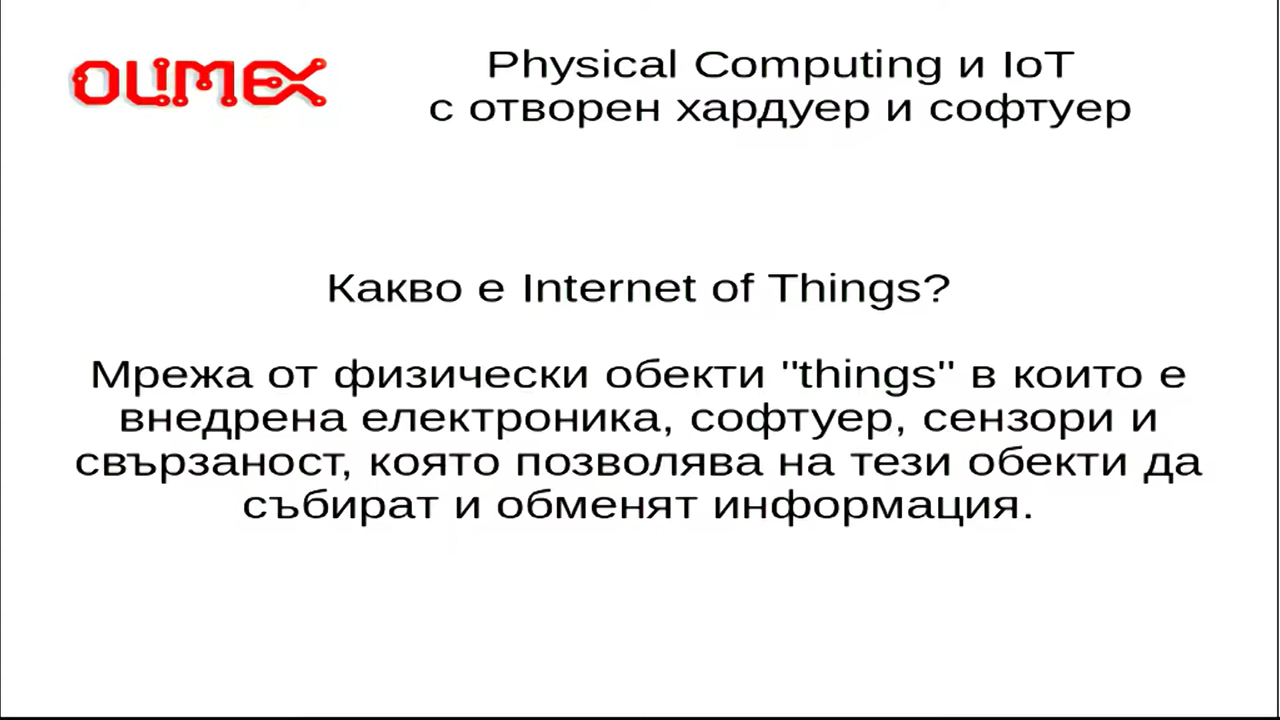 OLIMEX
Physical Computing и IoT
с отворен хардуер и софтуер
Какво е Internet of Things?
Мрежа от физически обекти "things" в които е
внедрена електроника, софтуер, сензори и
свързаност, която позволява на тези обекти да
събират и обменят информация.